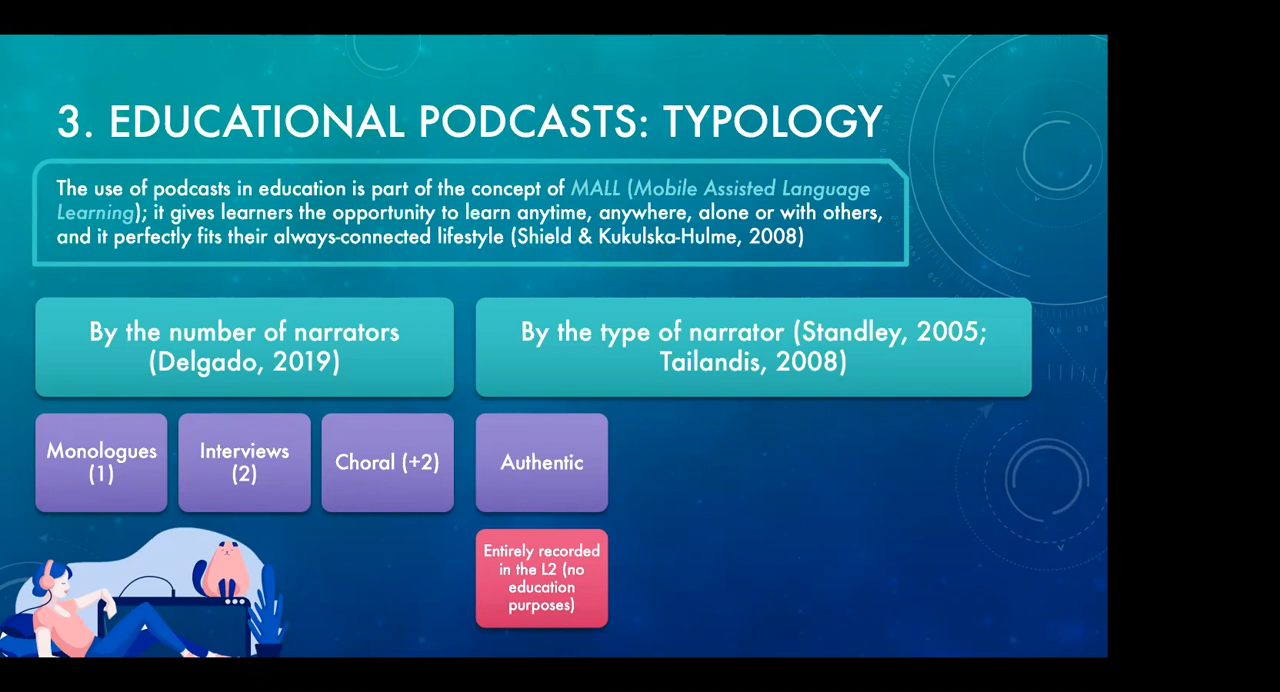 3. EDUCATIONAL PODCASTS: TYPOLOGY
The use of podcasts in education is part of the concept of MALL (Mobile Assisted Language
Learning); it gives learners the opportunity to learn anytime, anywhere, alone or with others,
and it perfectly fits their always-connected lifestyle (Shield & Kukulska-Hulme, 2008)
By the number of narrators
(Delgado, 2019)
Monologues
(1)
Interviews
(2)
Choral (+2)
By the type of narrator (Standley, 2005;
Tailandis, 2008)
Authentic
Entirely recorded
in the L2 (no
education
purposes)